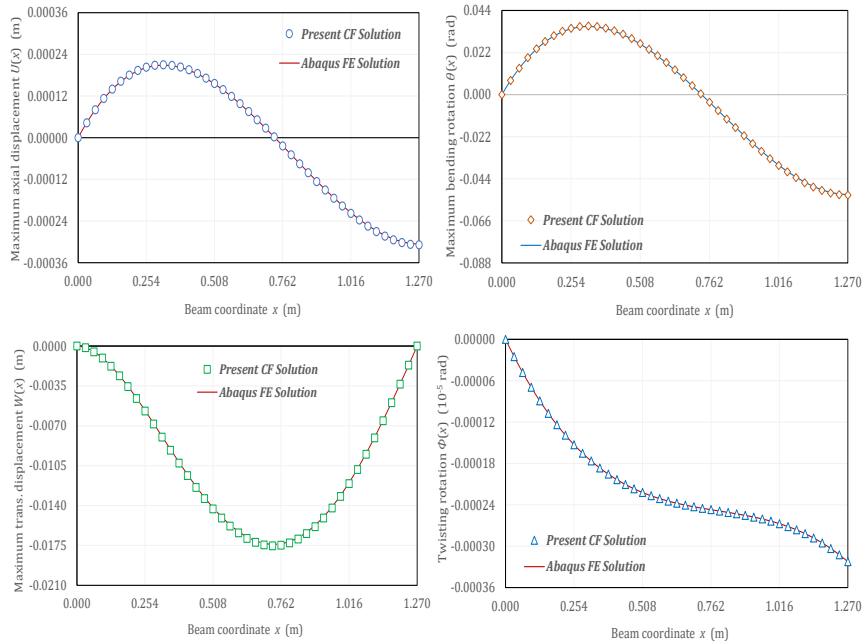 Maximum axial displacement U(x) (m)
0.00036
0.00024
0.00012
0.00000
-0.00012
-0.00024
-0.00036
Present CF Solution
Abaqus FE Solution
0.000 0.254 0.508 0.762 1.016 1.270
Beam coordinate x (m)
Maximum bending rotation θ(x) (rad)
0.044
0.022
0.000
-0.022
-0.044
-0.066
-0.088
Present CF Solution
Abaqus FE Solution
0.000 0.254 0.508 0.762 1.016 1.270
Beam coordinate x (m)
Maximum trans. displacement W(x) (m)
0.0000
-0.0035
-0.0070
-0.0105
-0.0140
-0.0175
-0.0210
Present CF Solution
Abaqus FE Solution
0.000 0.254 0.508 0.762 1.016 1.270
Beam coordinate x (m)
Twisting rotation Φ(x) (10⁻⁵ rad)
0.00000
-0.00006
-0.00012
-0.00018
-0.00024
-0.00030
-0.00036
Present CF Solution
Abaqus FE Solution
0.000 0.254 0.508 0.762 1.016 1.270
Beam coordinate x (m)